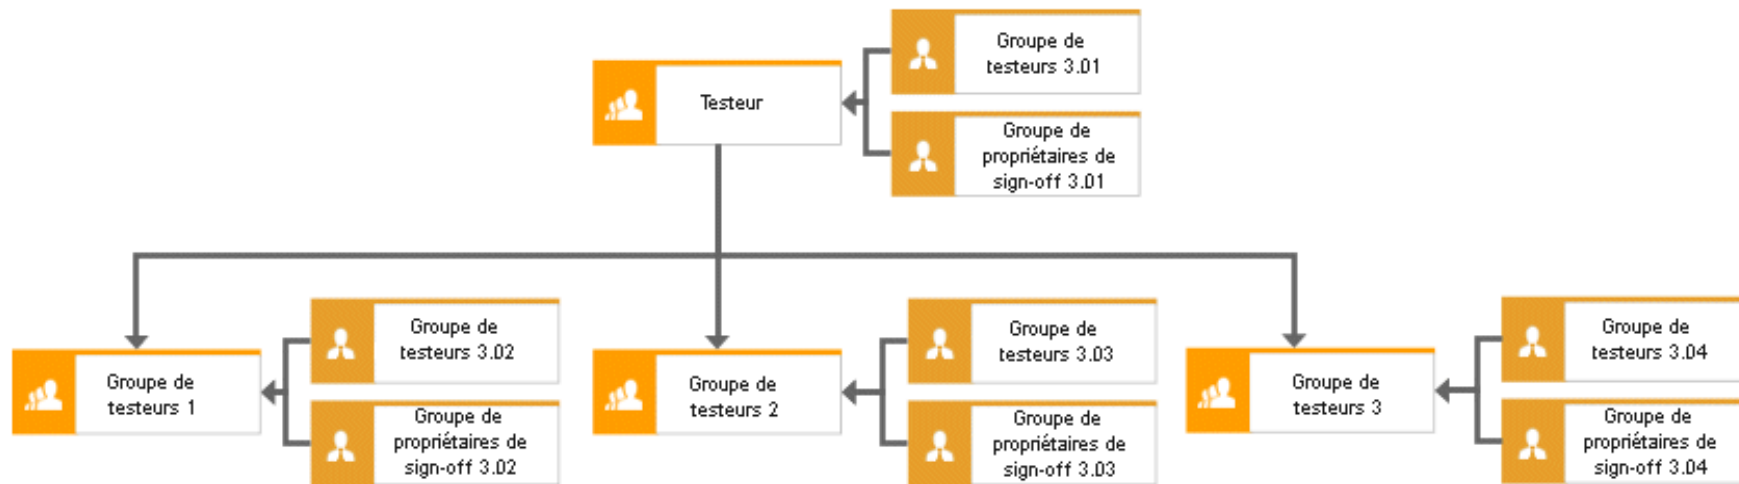 Groupe de
testeurs 3.01
Testeur
Groupe de
propriétaires de
sign-off 3.01
Groupe de
testeurs 1
Groupe de
testeurs 3.02
Groupe de
propriétaires de
sign-off 3.02
Groupe de
testeurs 2
Groupe de
testeurs 3.03
Groupe de
propriétaires de
sign-off 3.03
Groupe de
testeurs 3
Groupe de
testeurs 3.04
Groupe de
propriétaires de
sign-off 3.04